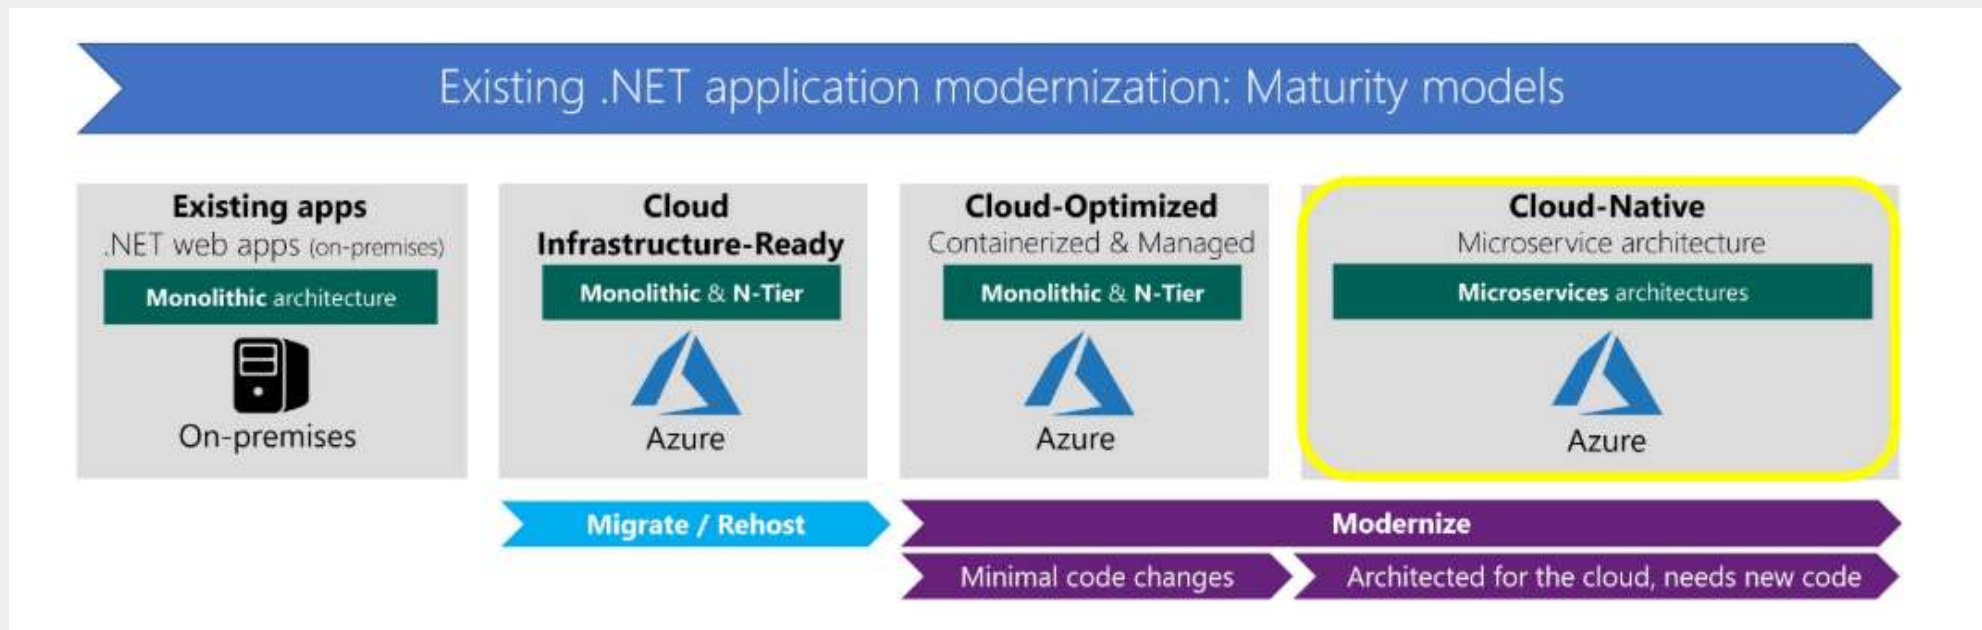 Existing .NET application modernization: Maturity models
Existing apps
.NET web apps (on-premises)
Monolithic architecture
On-premises
Cloud
Infrastructure-Ready
Monolithic & N-Tier
Azure
Cloud-Optimized
Containerized & Managed
Monolithic & N-Tier
Azure
Cloud-Native
Microservice architecture
Microservices architectures
Azure
Migrate / Rehost
Modernize
Minimal code changes
Architected for the cloud, needs new code